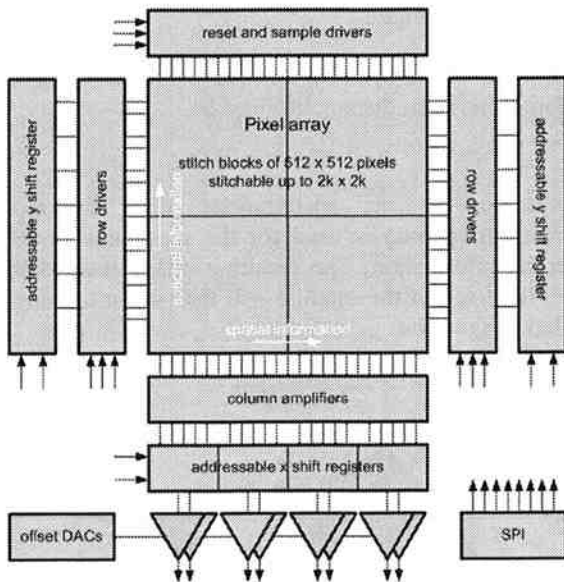 reset and sample drivers
Pixel array
stitch blocks of 512 x 512 pixels
stitchable up to 2k x 2k
addressable y shift register
row drivers
row drivers
addressable y shift register
spatial information
column amplifiers
addressable x shift registers
offset DACs
SPI